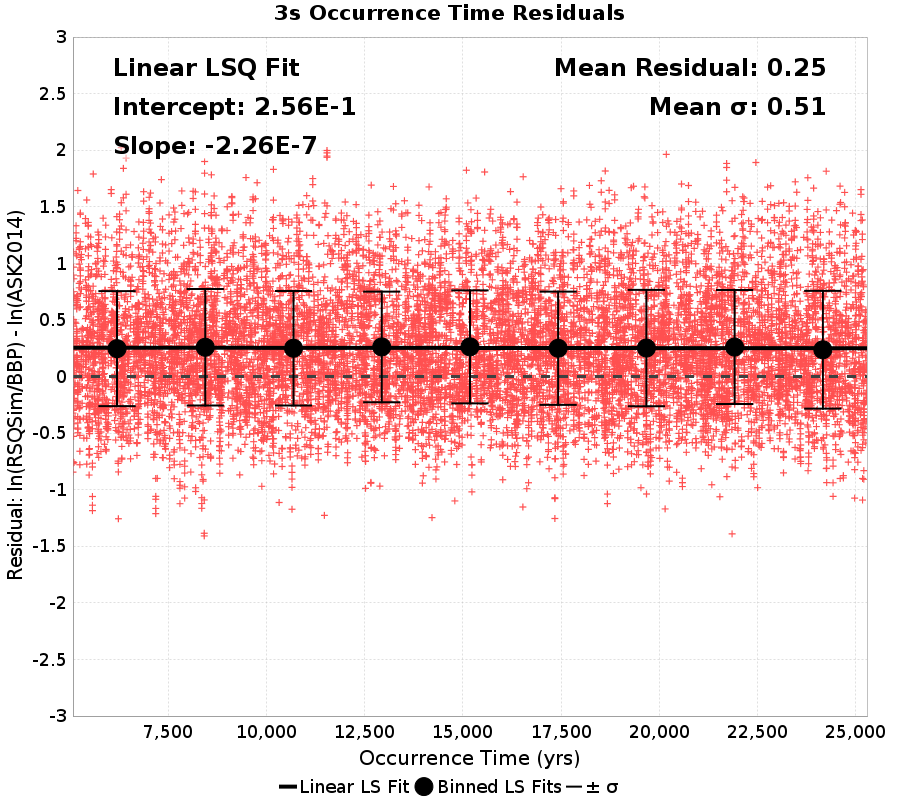 3s Occurrence Time Residuals
Linear LSQ Fit
Mean Residual: 0.25
Intercept: 2.56E-1
Mean σ: 0.51
Slope: -2.26E-7
3
2.5
2
1.5
1
0.5
0
-0.5
-1
-1.5
-2
-2.5
-3
Residual: ln(RSQSim/BBP) - ln(ASK2014)
7,500 10,000 12,500 15,000 17,500 20,000 22,500 25,000
Occurrence Time (yrs)
Linear LS Fit Binned LS Fits ± σ